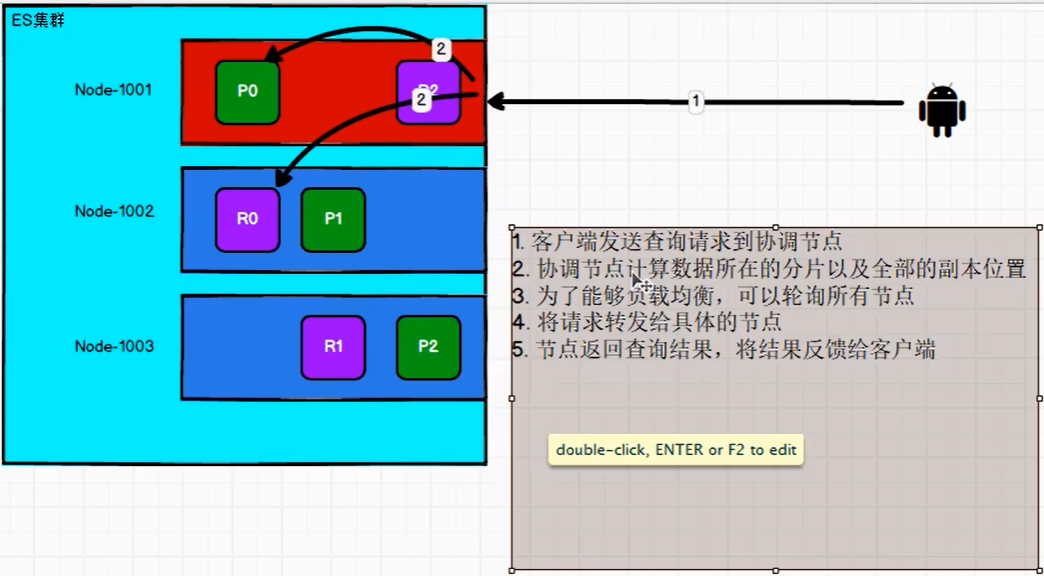 ES集群
2
Node-1001
P0
2
1
Node-1002
R0
P1
Node-1003
R1
P2
1. 客户端发送查询请求到协调节点
2. 协调节点计算数据所在的分片以及全部的副本位置
3. 为了能够负载均衡，可以轮询所有节点
4. 将请求转发给具体的节点
5. 节点返回查询结果，将结果反馈给客户端
double-click, ENTER or F2 to edit